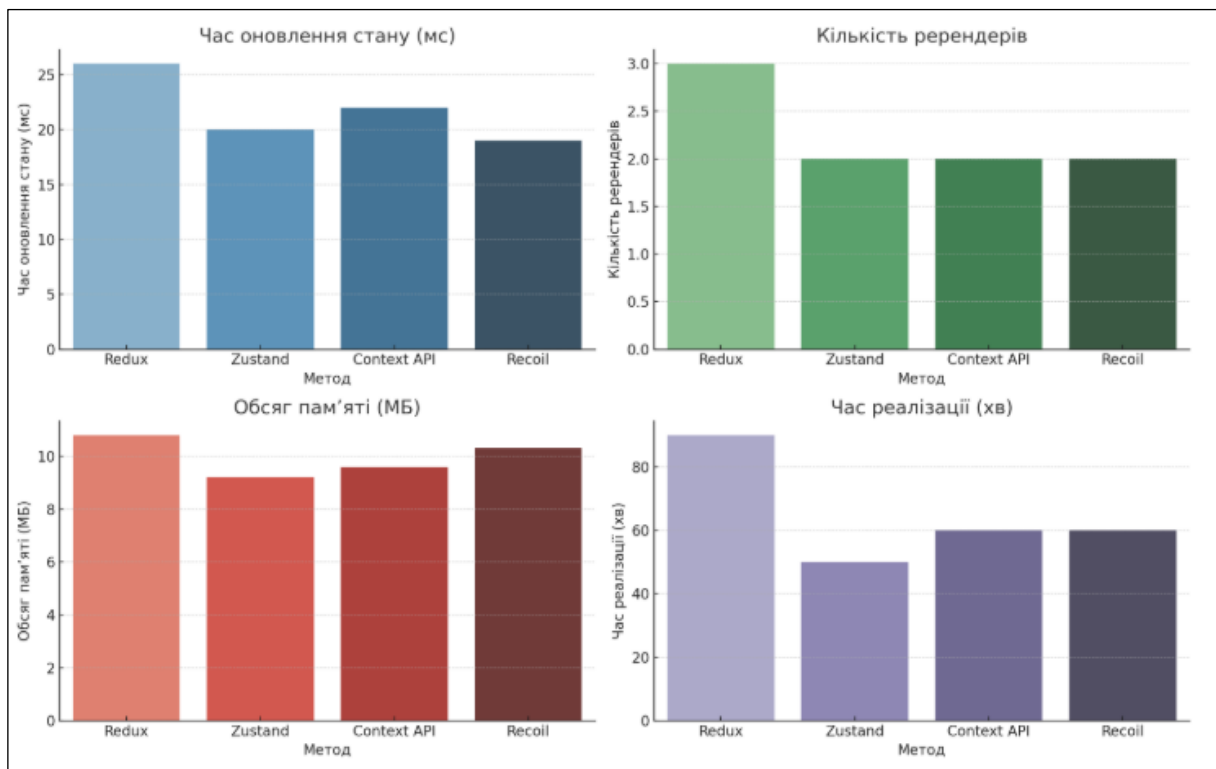 Час оновлення стану (мс)
Час оновлення стану (мс)
25
20
15
10
5
0
Redux Zustand Context API Recoil
Метод
Кількість ререндерів
Кількість ререндерів
3.0
2.5
2.0
1.5
1.0
0.5
0.0
Redux Zustand Context API Recoil
Метод
Обсяг пам’яті (МБ)
Обсяг пам’яті (МБ)
10
8
6
4
2
0
Redux Zustand Context API Recoil
Метод
Час реалізації (хв)
Час реалізації (хв)
80
60
40
20
0
Redux Zustand Context API Recoil
Метод